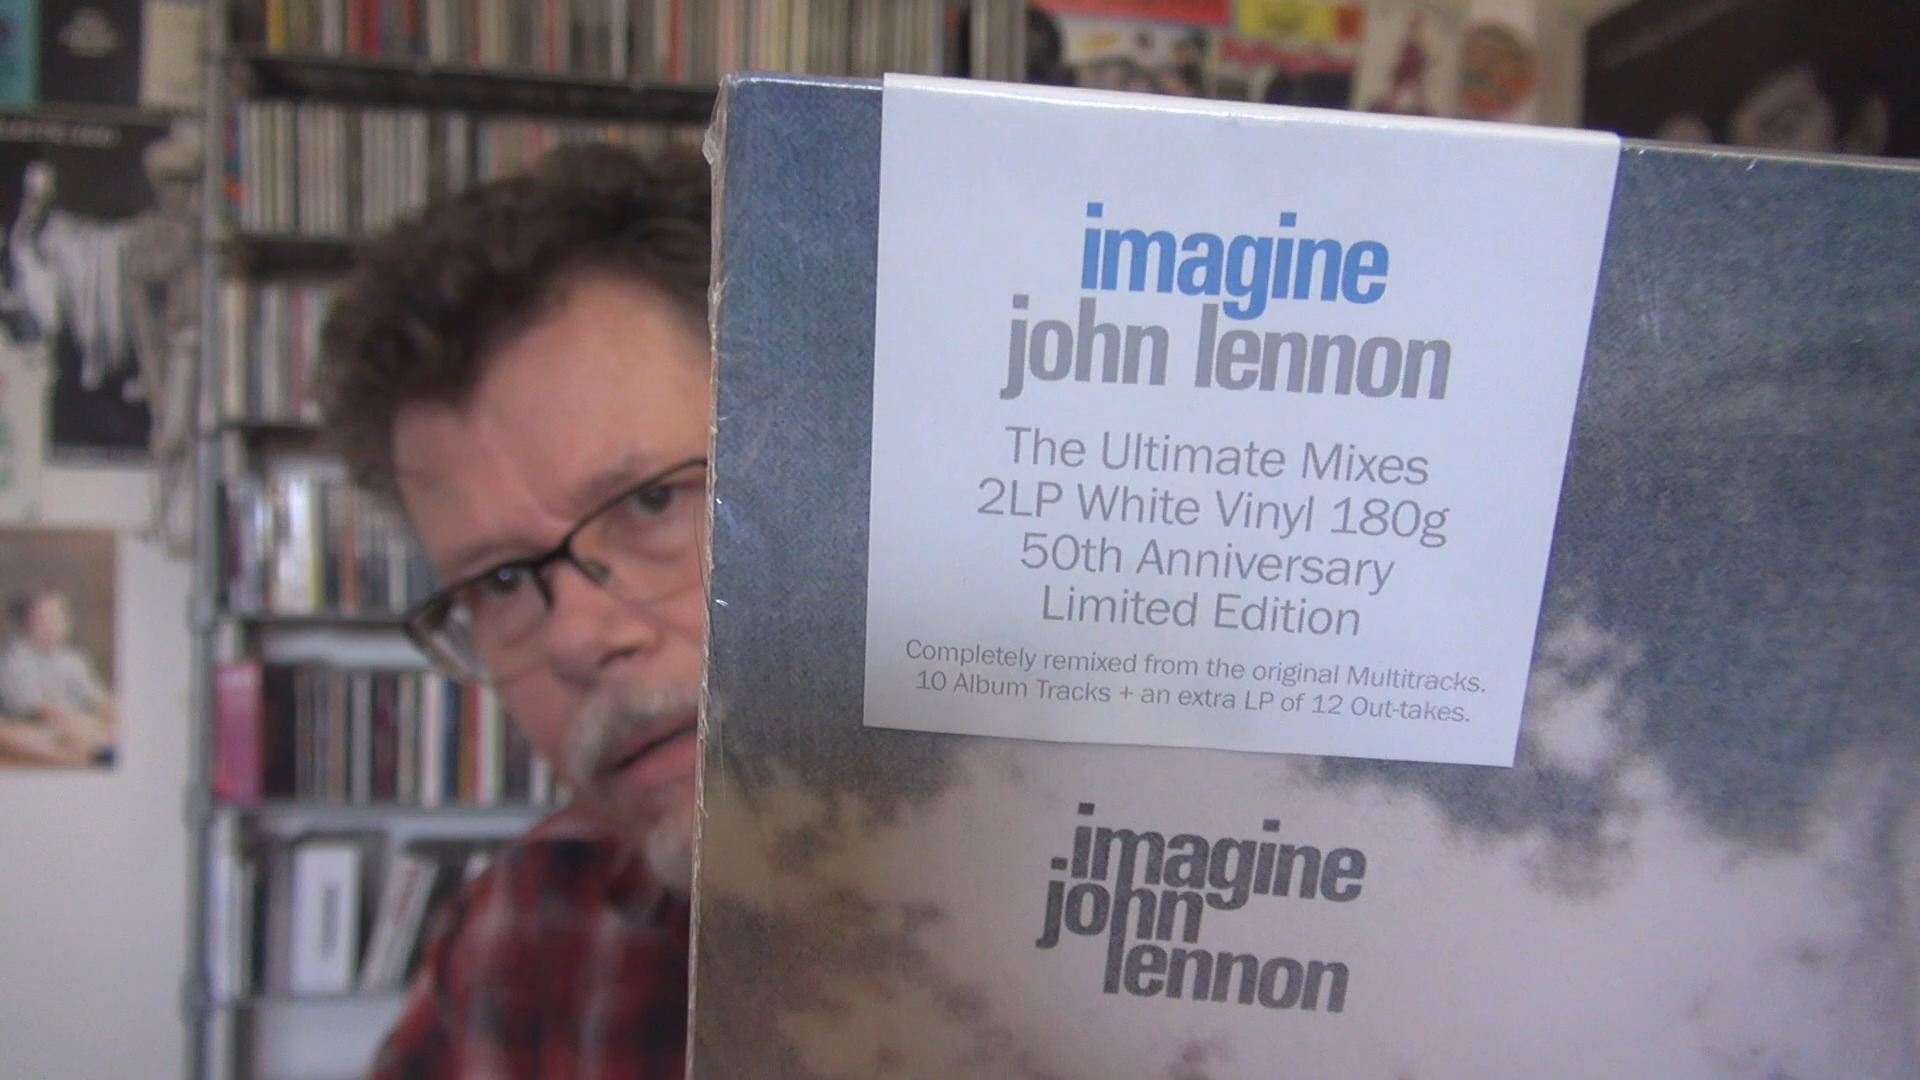 imagine
john lennon
The Ultimate Mixes
2LP White Vinyl 180g
50th Anniversary
Limited Edition
Completely remixed from the original Multitracks.
10 Album Tracks + an extra LP of 12 Out-takes.
imagine
john
lennon